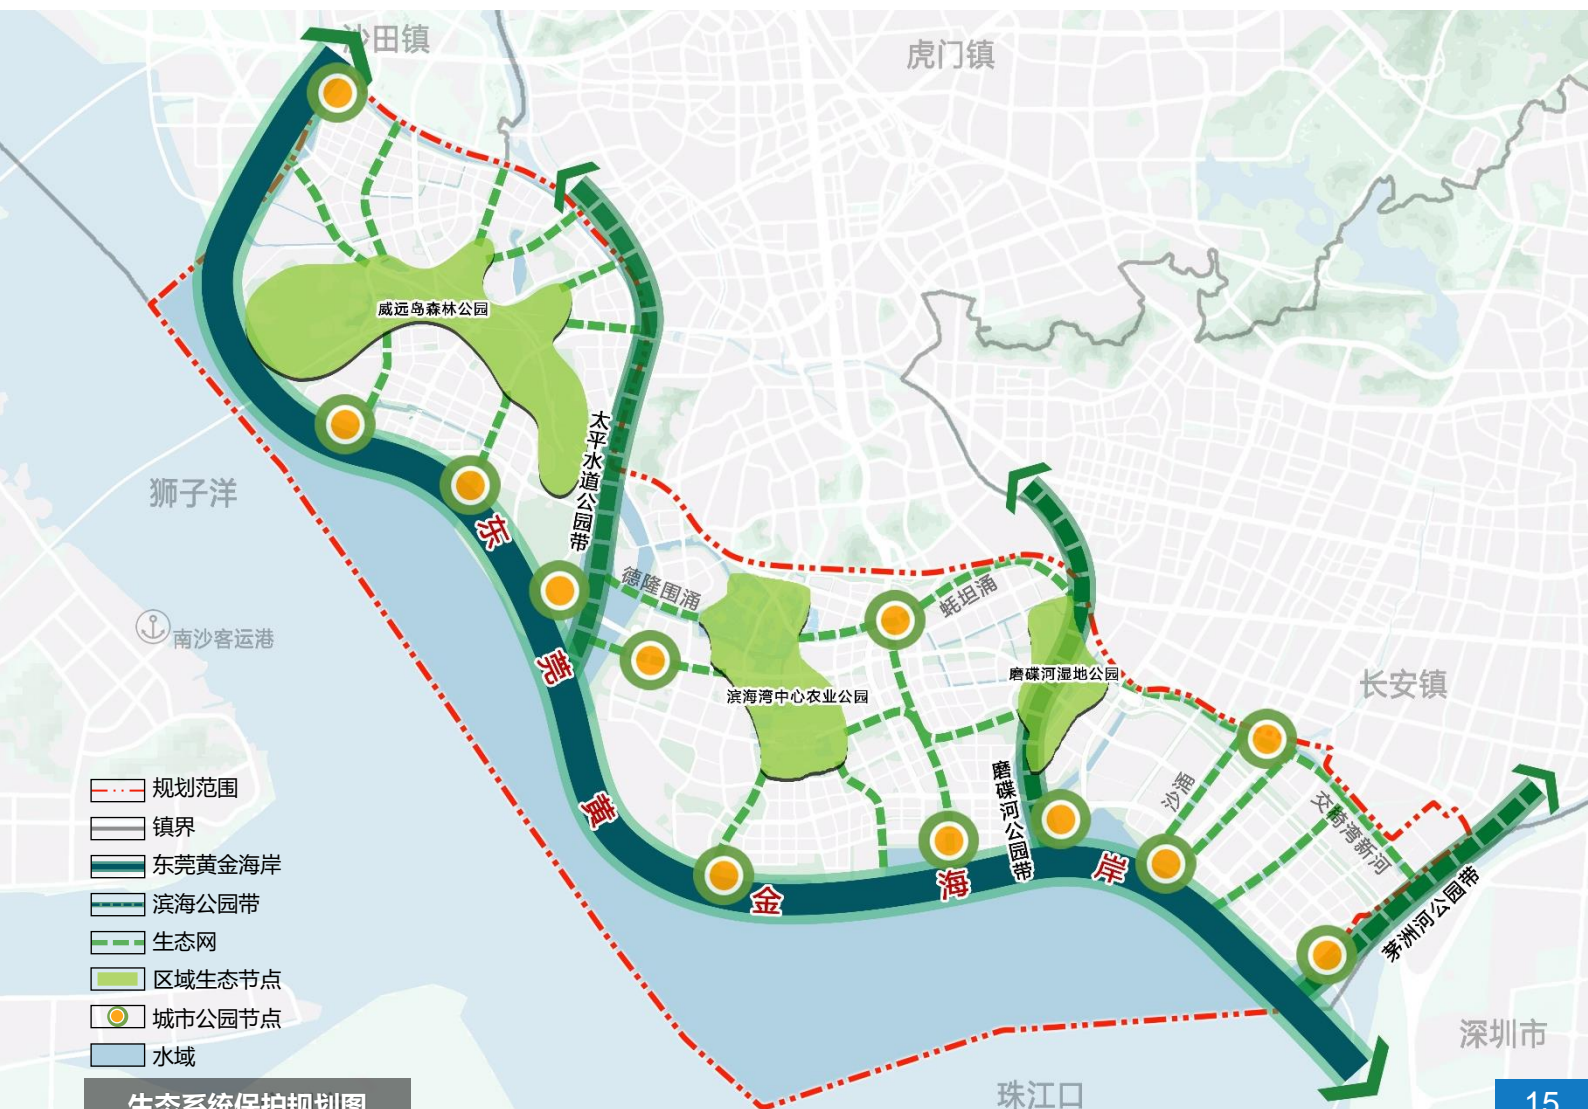 沙田镇
虎门镇
威远岛森林公园
太平水道公园带
狮子洋
东
德隆围涌
蚝坦涌
南沙客运港
莞
滨海湾中心农业公园
磨碟河湿地公园
长安镇
磨碟河公园带
沙涌
交椅湾新河
黄
金
海
岸
茅洲河公园带
规划范围
镇界
东莞黄金海岸
滨海公园带
生态网
区域生态节点
城市公园节点
水域
深圳市
珠江口
生态系统保护规划图
15